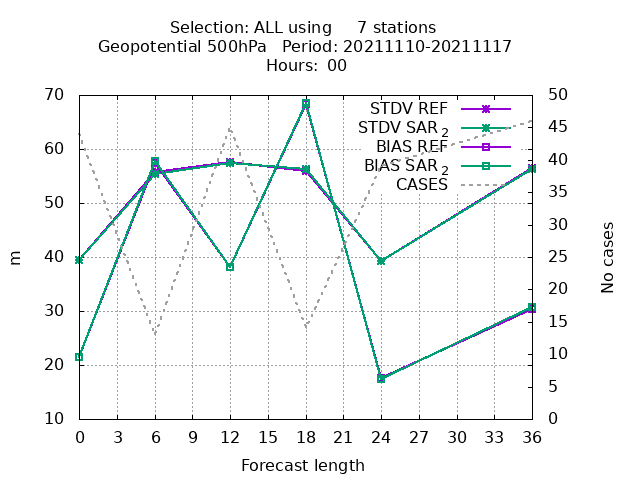 Selection: ALL using 7 stations
Geopotential 500hPa Period: 20211110-20211117
Hours: 00
70
60
50
40
30
20
10
m
STDV REF
STDV SAR 2
BIAS REF
BIAS SAR 2
CASES
50
45
40
35
30
25
20
15
10
5
0
No cases
0 3 6 9 12 15 18 21 24 27 30 33 36
Forecast length